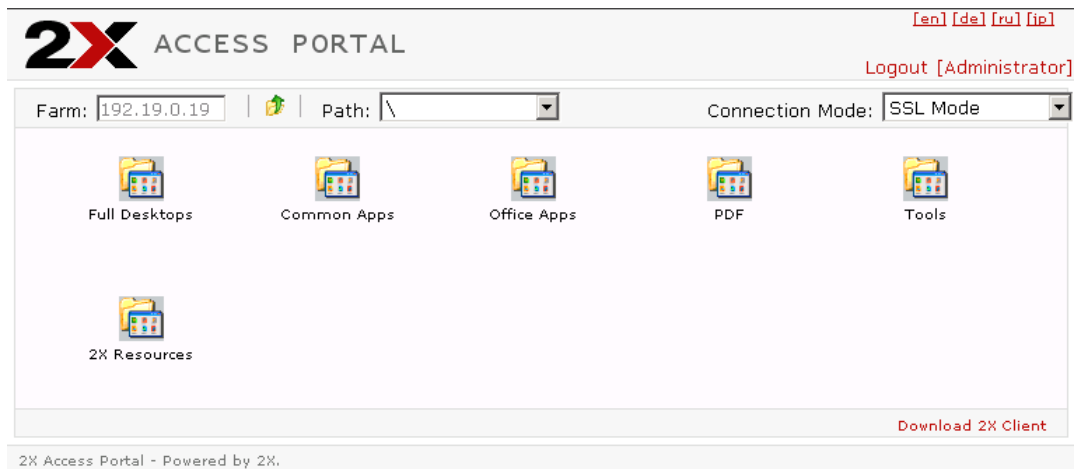 [en] [de] [ru] [jp]
2X ACCESS PORTAL
Logout [Administrator]
Farm: 192.19.0.19 Path: \ Connection Mode: SSL Mode
Full Desktops Common Apps Office Apps PDF Tools
2X Resources
Download 2X Client
2X Access Portal - Powered by 2X.